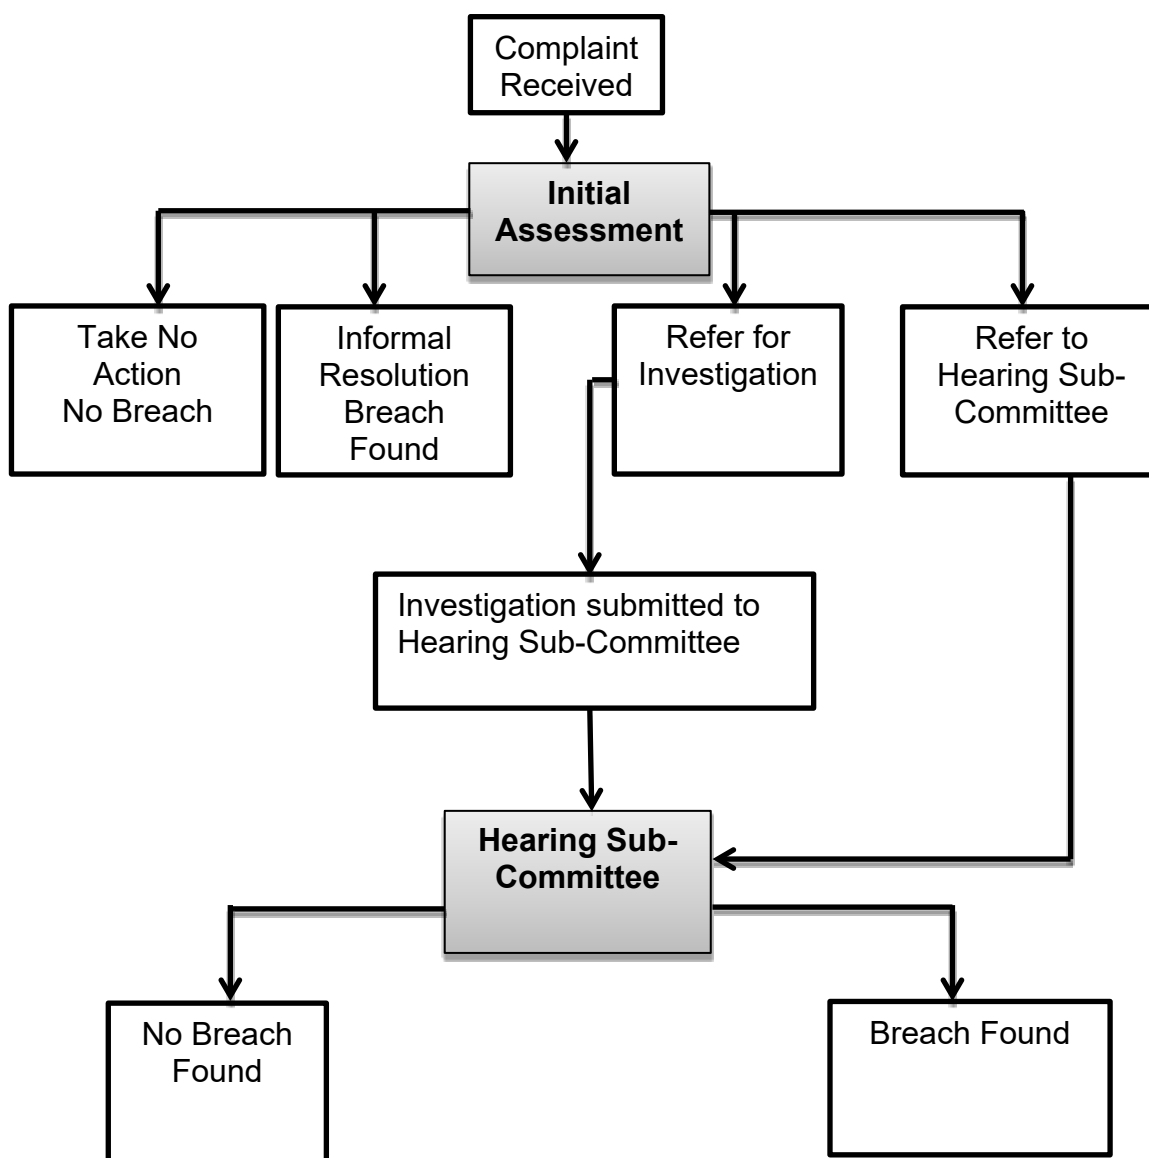 Complaint
Received
Initial
Assessment
Take No
Action
No Breach
Informal
Resolution
Breach
Found
Refer for
Investigation
Refer to
Hearing Sub-
Committee
Investigation submitted to
Hearing Sub-Committee
Hearing Sub-
Committee
No Breach
Found
Breach Found